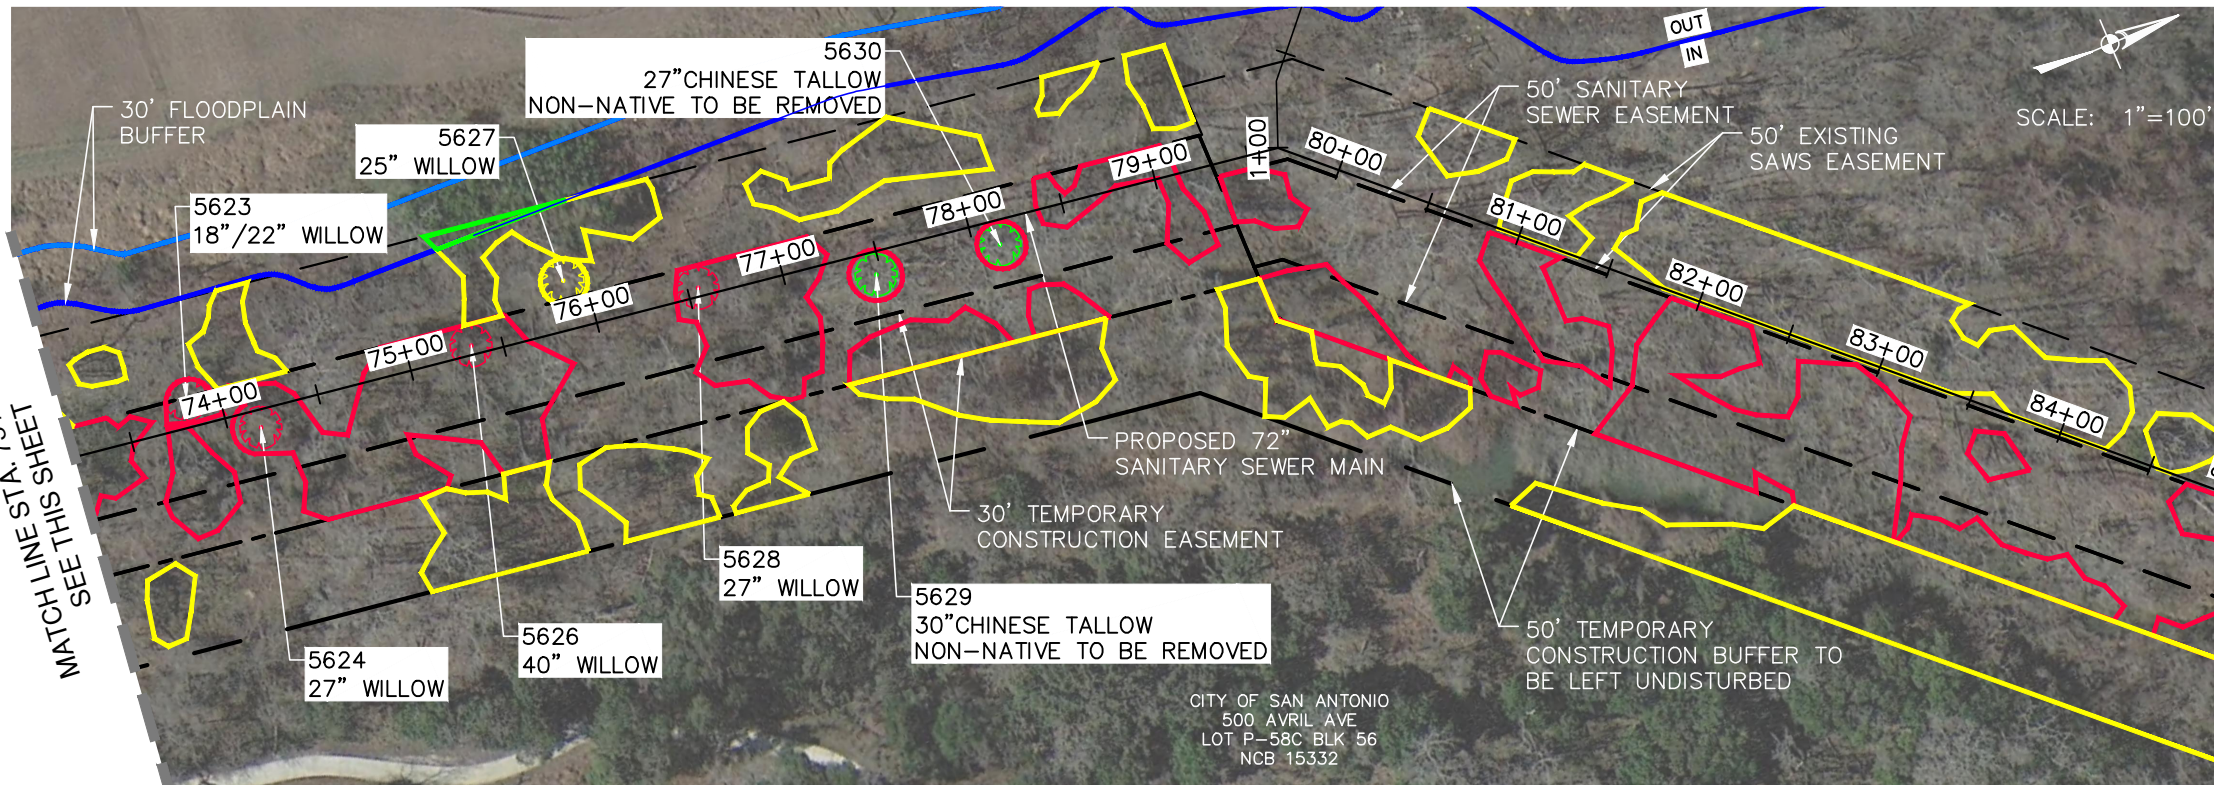 OUT
IN
SCALE: 1"=100'
5630
27"CHINESE TALLOW
NON-NATIVE TO BE REMOVED
30' FLOODPLAIN
BUFFER
5627
25" WILLOW
5623
18"/22" WILLOW
50' SANITARY
SEWER EASEMENT
50' EXISTING
SAWS EASEMENT
74+00
75+00
76+00
77+00
78+00
79+00
1+00
80+00
81+00
82+00
83+00
84+00
MATCH LINE STA.
SEE THIS SHEET
PROPOSED 72"
SANITARY SEWER MAIN
30' TEMPORARY
CONSTRUCTION EASEMENT
5628
27" WILLOW
5629
30"CHINESE TALLOW
NON-NATIVE TO BE REMOVED
5626
40" WILLOW
5624
27" WILLOW
50' TEMPORARY
CONSTRUCTION BUFFER TO
BE LEFT UNDISTURBED
CITY OF SAN ANTONIO
500 AVRIL AVE
LOT P-58C BLK 56
NCB 15332